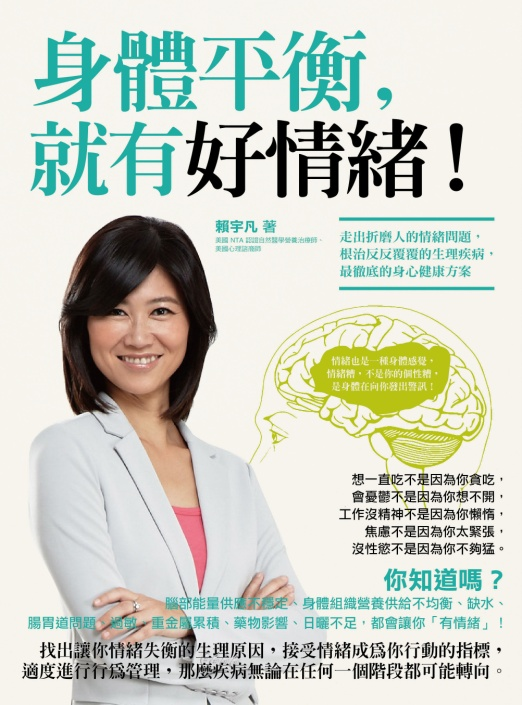 身體平衡，
就有好情緒！
賴宇凡 著
美國 NTA 認證自然醫學營養治療師、
美國心理諮商師
走出折磨人的情緒問題，
根治反反覆覆的生理疾病，
最徹底的身心健康方案
情緒也是一種身體感覺，
情緒糟，不是你的個性糟，
是身體在向你發出警訊！
想一直吃不是因為你貪吃，
會憂鬱不是因為你想不開，
工作沒精神不是因為你懶惰，
焦慮不是因為你太緊張，
沒性慾不是因為你不夠猛。
你知道嗎？
腦部能量供應不穩定、身體組織營養供給不均衡、缺水、
腸胃道問題、過敏、重金屬累積、藥物影響、日曬不足，都會讓你「有情緒」！
找出讓你情緒失衡的生理原因，接受情緒成為你行動的指標，
適度進行行為管理，那麼疾病無論在任何一個階段都可能轉向。